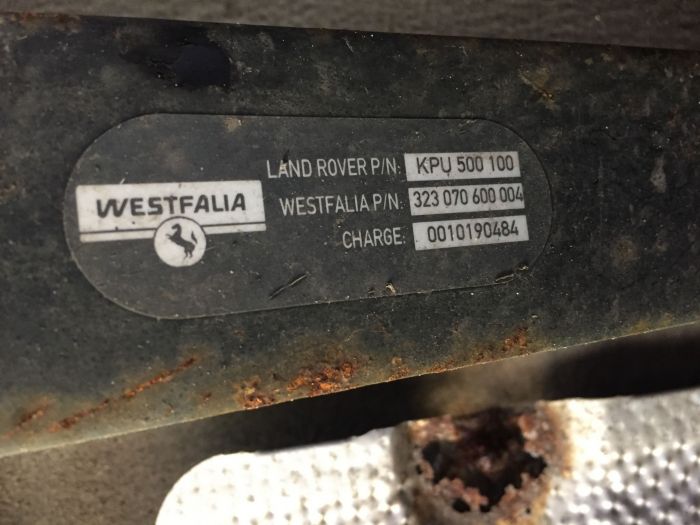 WESTFALIA
LAND ROVER P/N: KPU 500 100
WESTFALIA P/N: 323 070 600 004
CHARGE: 0010190484